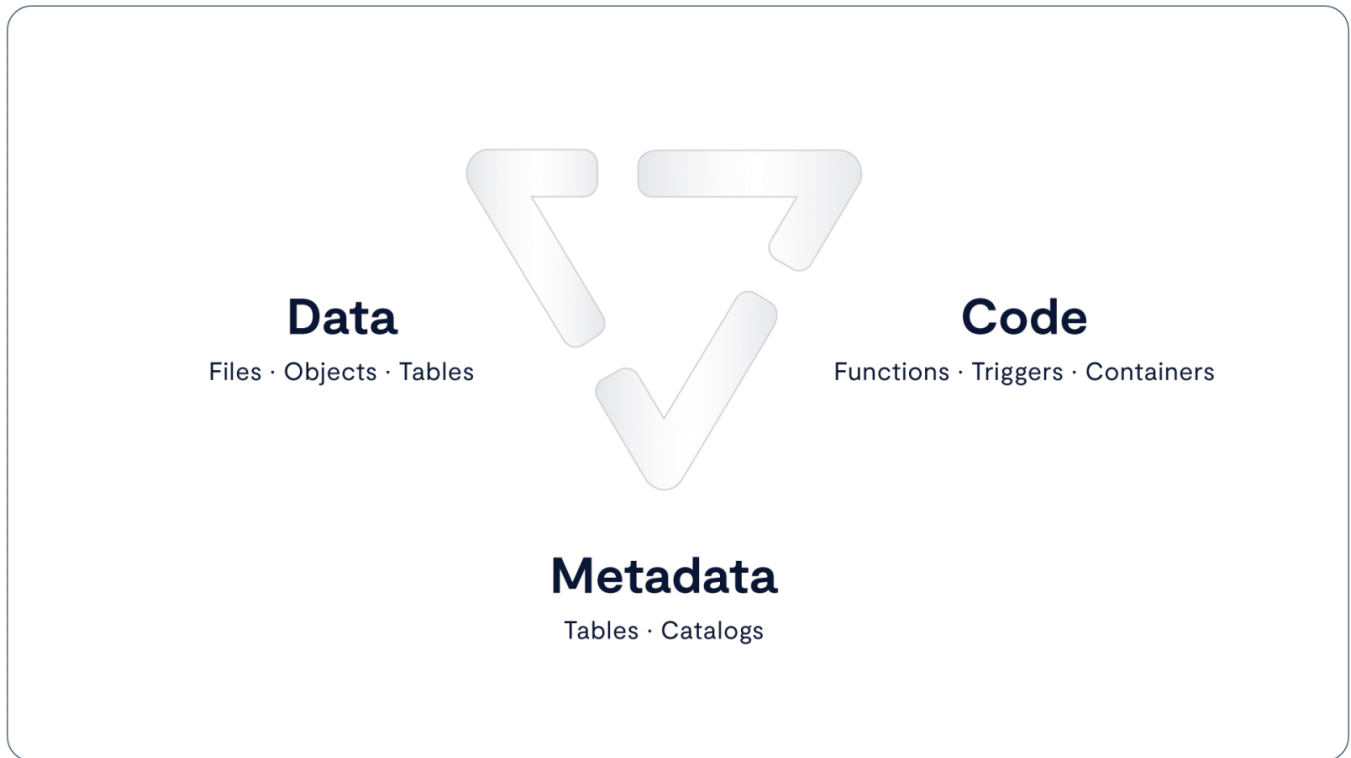 Data
Files · Objects · Tables
Code
Functions · Triggers · Containers
Metadata
Tables · Catalogs